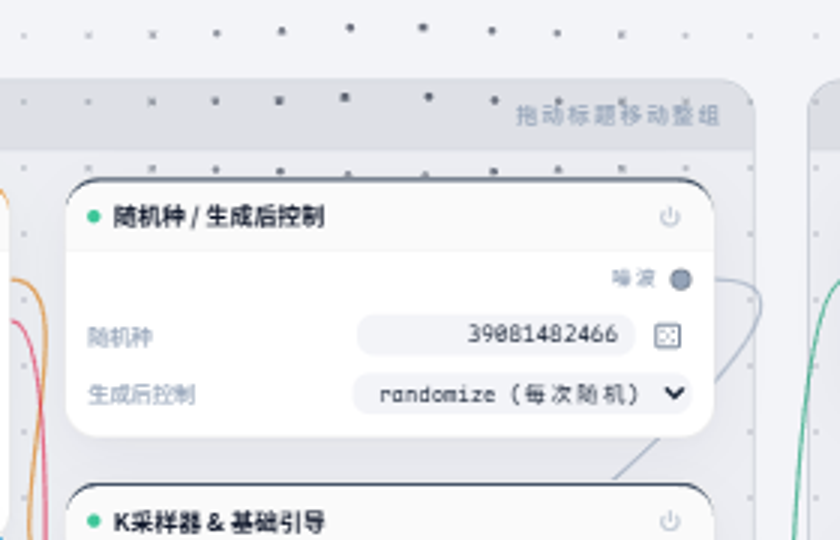 拖动标题移动整组
随机种 / 生成后控制
噪波
随机种 39081482466
生成后控制 randomize (每次随机)
K采样器 & 基础引导